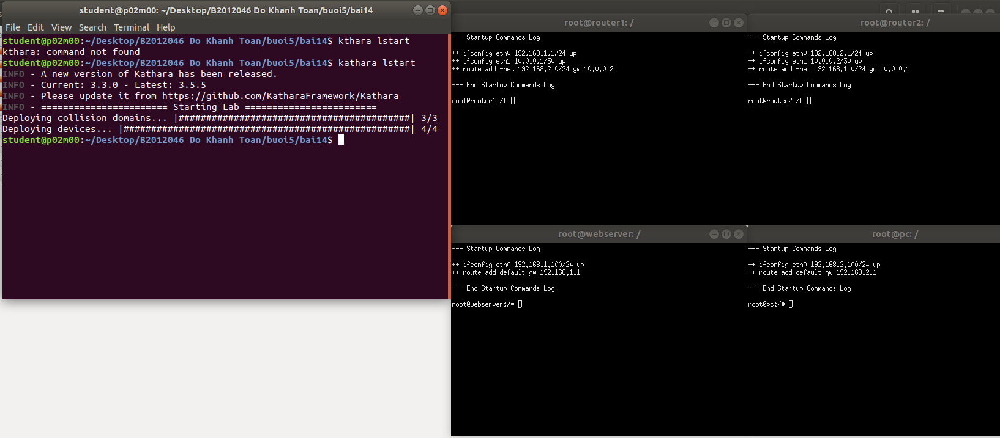 student@p02m00: ~/Desktop/B2012046 Do Khanh Toan/buoi5/bai14
File Edit View Search Terminal Help
student@p02m00:~/Desktop/B2012046 Do Khanh Toan/buoi5/bai14$ kthara lstart
kthara: command not found
student@p02m00:~/Desktop/B2012046 Do Khanh Toan/buoi5/bai14$ kathara lstart
INFO - A new version of Kathara has been released.
INFO - Current: 3.3.0 - Latest: 3.5.5
INFO - Please update it from https://github.com/KatharaFramework/Kathara
INFO - ======================= Starting Lab ========================
Deploying collision domains... |##########################################| 3/3
Deploying devices... |####################################################| 4/4
student@p02m00:~/Desktop/B2012046 Do Khanh Toan/buoi5/bai14$
root@router1: /
--- Startup Commands Log
++ ifconfig eth0 192.168.1.1/24 up
++ ifconfig eth1 10.0.0.1/30 up
++ route add -net 192.168.2.0/24 gw 10.0.0.2
--- End Startup Commands Log
root@router1:/#
root@router2: /
--- Startup Commands Log
++ ifconfig eth0 192.168.2.1/24 up
++ ifconfig eth1 10.0.0.2/30 up
++ route add -net 192.168.1.0/24 gw 10.0.0.1
--- End Startup Commands Log
root@router2:/#
root@webserver: /
--- Startup Commands Log
++ ifconfig eth0 192.168.1.100/24 up
++ route add default gw 192.168.1.1
--- End Startup Commands Log
root@webserver:/#
root@pc: /
--- Startup Commands Log
++ ifconfig eth0 192.168.2.100/24 up
++ route add default gw 192.168.2.1
--- End Startup Commands Log
root@pc:/#